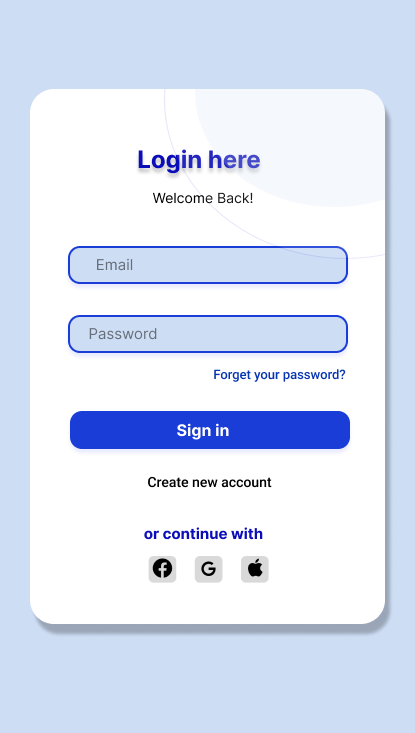 Login here
Welcome Back!
Email
Password
Forget your password?
Sign in
Create new account
or continue with
G